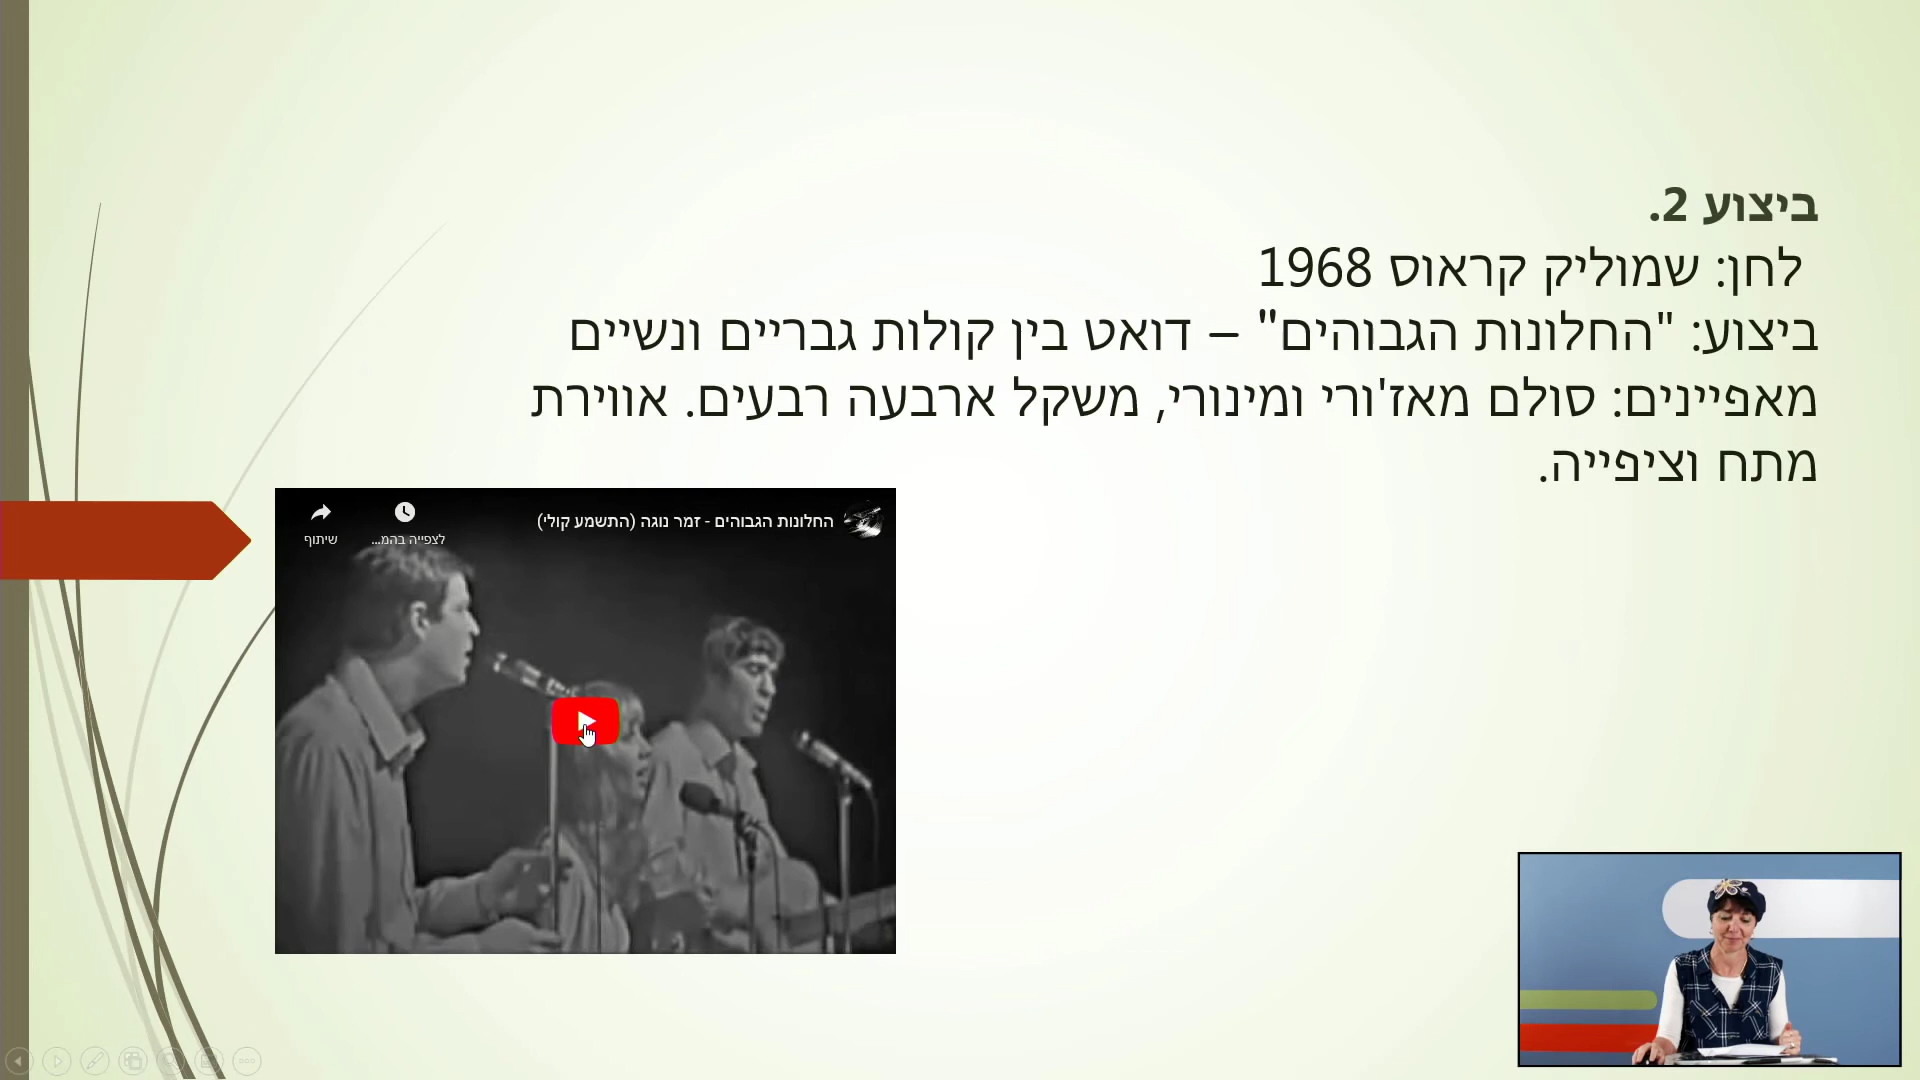 ביצוע 2.
לחן: שמוליק קראוס 1968
ביצוע: "החלונות הגבוהים" – דואט בין קולות גבריים ונשיים
מאפיינים: סולם מאז'ורי ומינורי, משקל ארבעה רבעים. אווירת
מתח וציפייה.
החלונות הגבוהים - זמר נוגה (התשמע קולי)
לצפייה בהמ...
שיתוף